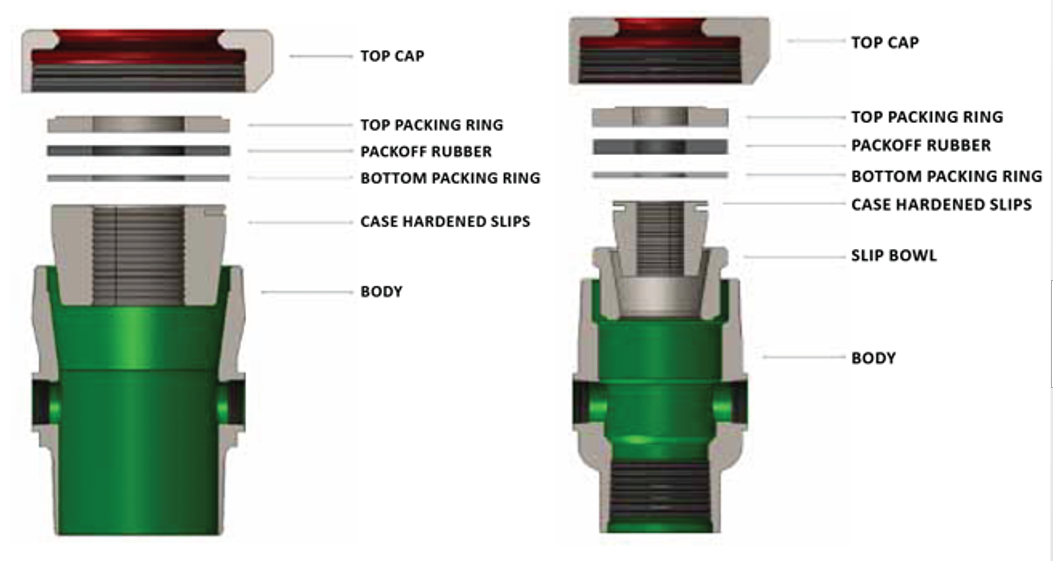 TOP CAP
TOP PACKING RING
PACKOFF RUBBER
BOTTOM PACKING RING
CASE HARDENED SLIPS
BODY
TOP CAP
TOP PACKING RING
PACKOFF RUBBER
BOTTOM PACKING RING
CASE HARDENED SLIPS
SLIP BOWL
BODY